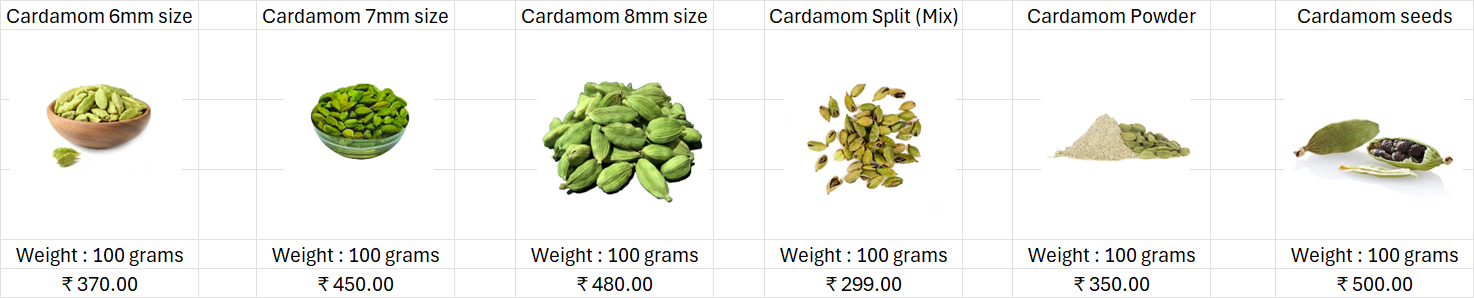 Cardamom 6mm size
Cardamom 7mm size
Cardamom 8mm size
Cardamom Split (Mix)
Cardamom Powder
Cardamom seeds
Weight : 100 grams
Weight : 100 grams
Weight : 100 grams
Weight : 100 grams
Weight : 100 grams
Weight : 100 grams
₹ 370.00
₹ 450.00
₹ 480.00
₹ 299.00
₹ 350.00
₹ 500.00